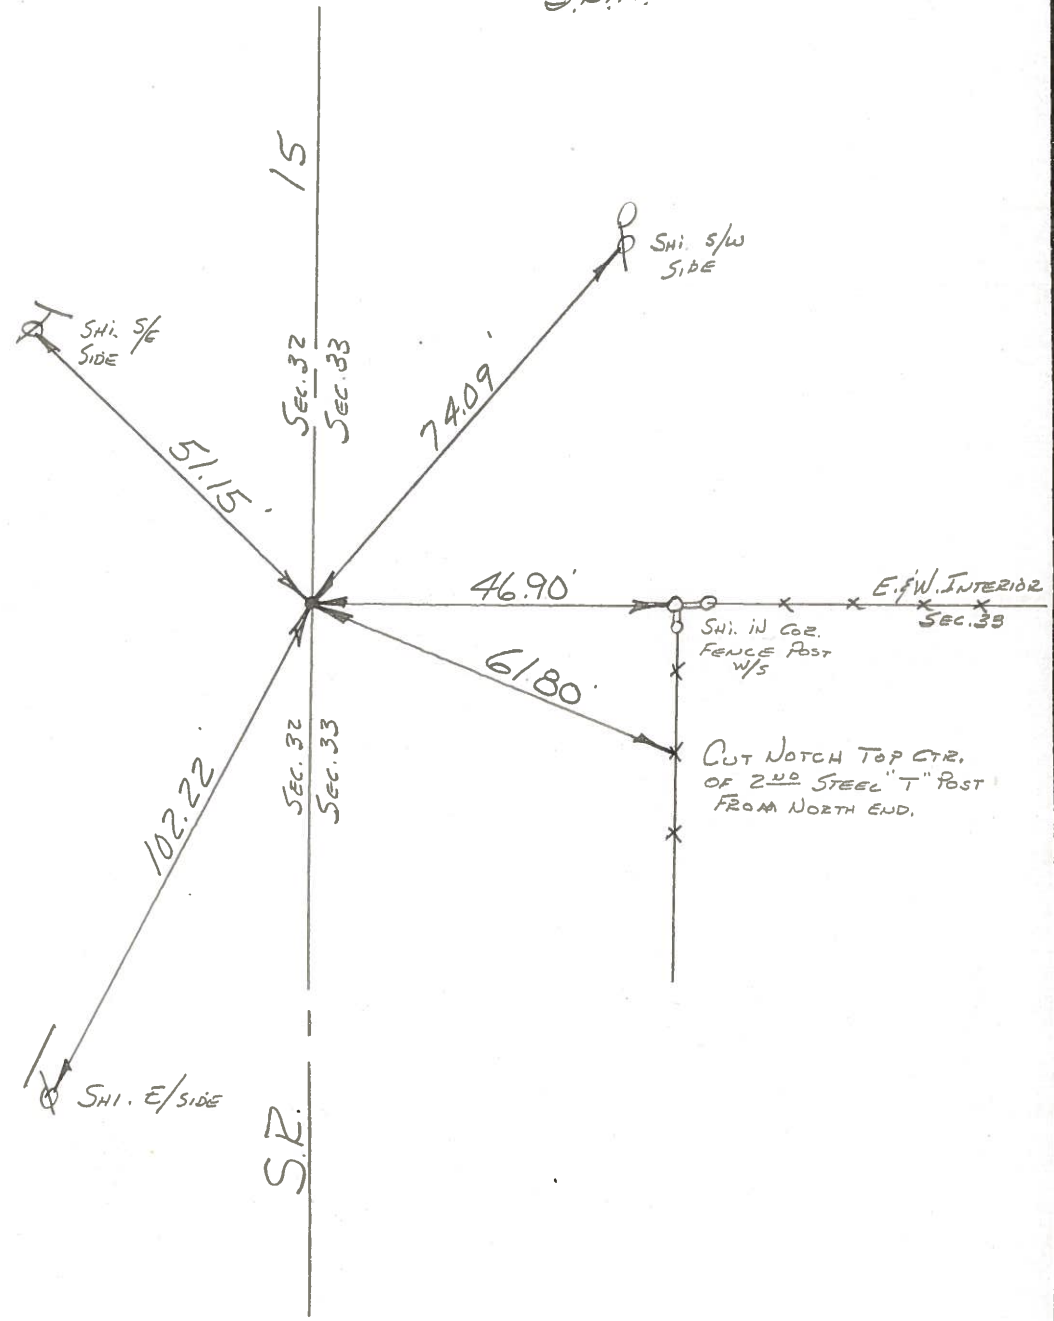 15
SHI. S/W
SIDE
SHI. S/E
SIDE
SEC. 32
SEC. 33
74.09'
51.15'
46.90'
E. & W. INTERIOR
SEC. 33
SHI. IN COR.
FENCE POST
W/S
61.80'
SEC. 32
SEC. 33
CUT NOTCH TOP CTR.
OF 2ND STEEL "T" POST
FROM NORTH END.
102.22'
SHI. E/SIDE
S.R.